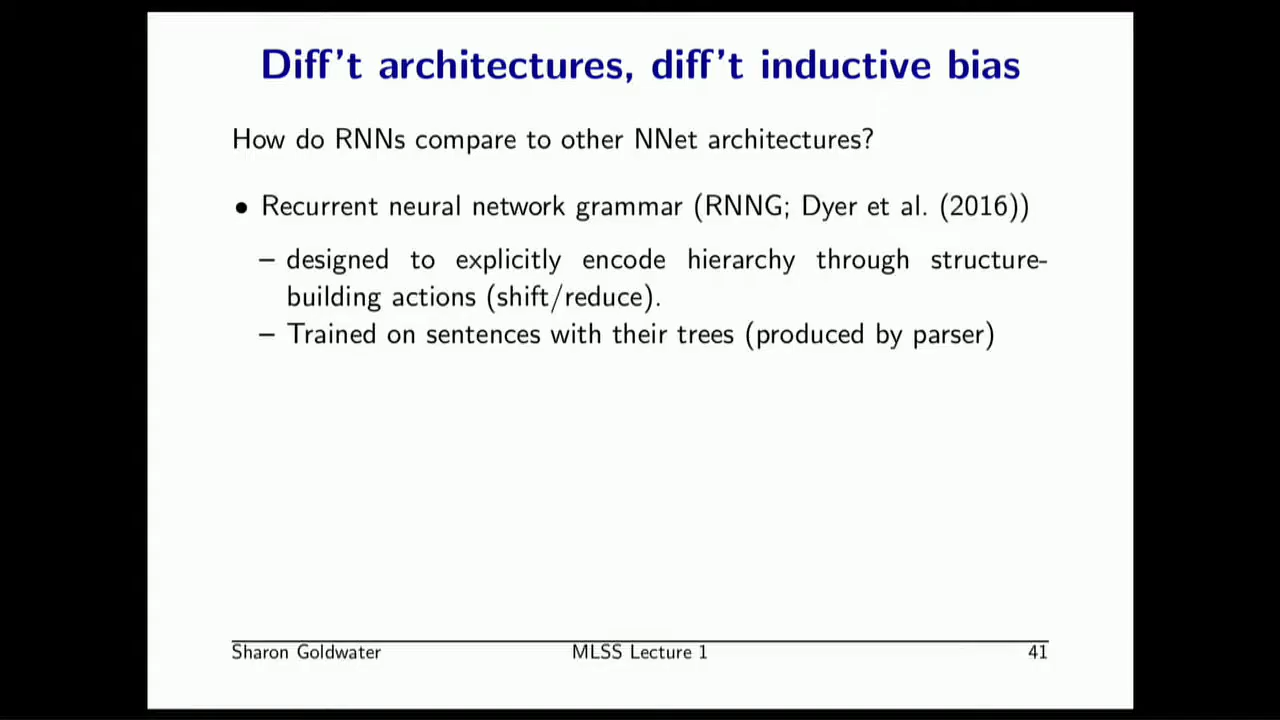 Diff't architectures, diff't inductive bias
How do RNNs compare to other NNet architectures?
• Recurrent neural network grammar (RNNG; Dyer et al. (2016))
– designed to explicitly encode hierarchy through structure-
building actions (shift/reduce).
– Trained on sentences with their trees (produced by parser)
Sharon Goldwater MLSS Lecture 1 41